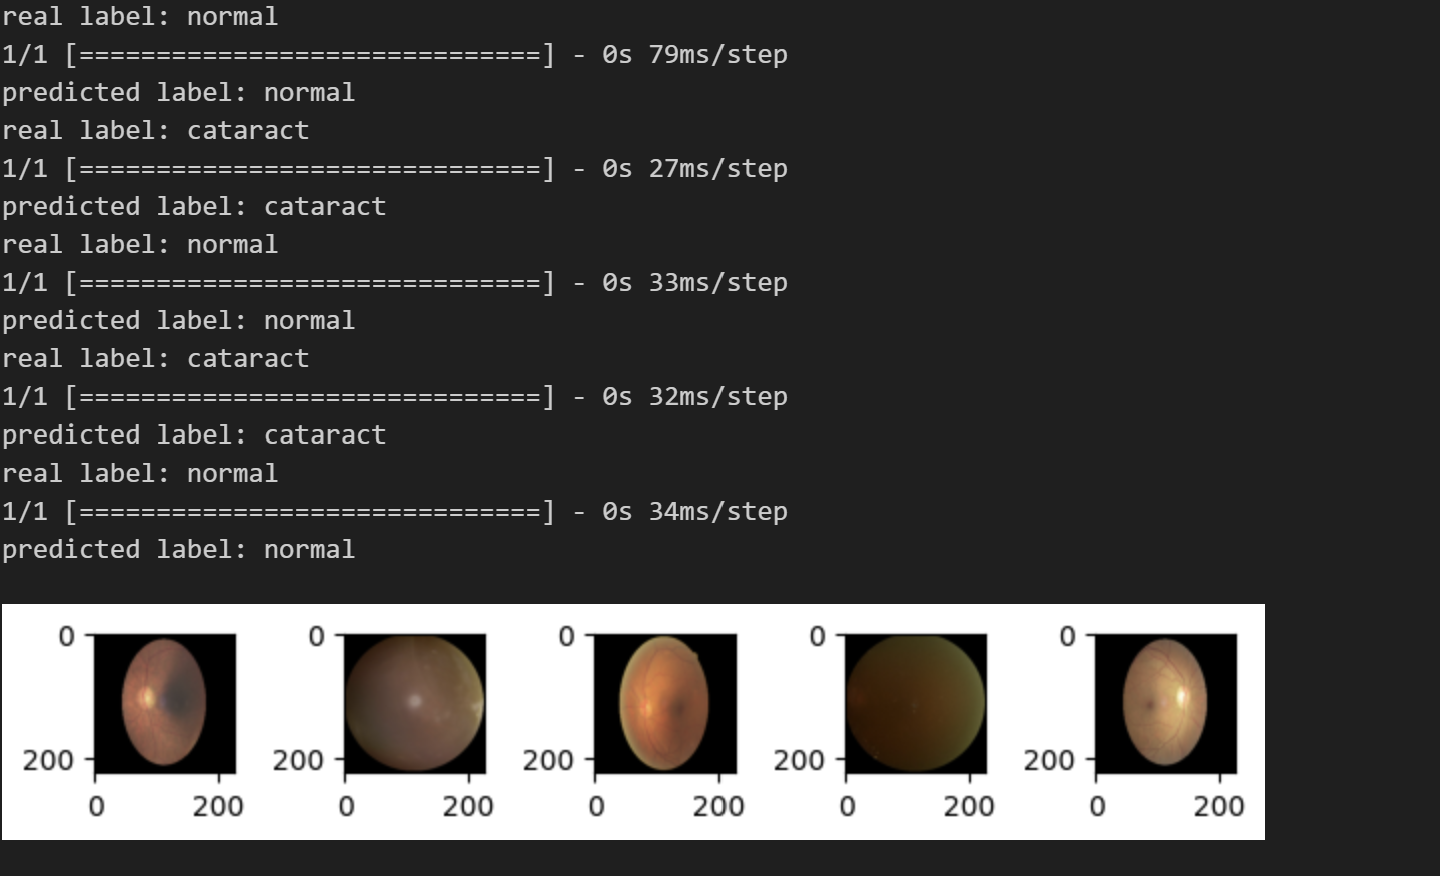 real label: normal
1/1 [==============================] - 0s 79ms/step
predicted label: normal
real label: cataract
1/1 [==============================] - 0s 27ms/step
predicted label: cataract
real label: normal
1/1 [==============================] - 0s 33ms/step
predicted label: normal
real label: cataract
1/1 [==============================] - 0s 32ms/step
predicted label: cataract
real label: normal
1/1 [==============================] - 0s 34ms/step
predicted label: normal
0 0 0 0 0
200 200 200 200 200
0 200 0 200 0 200 0 200 0 200